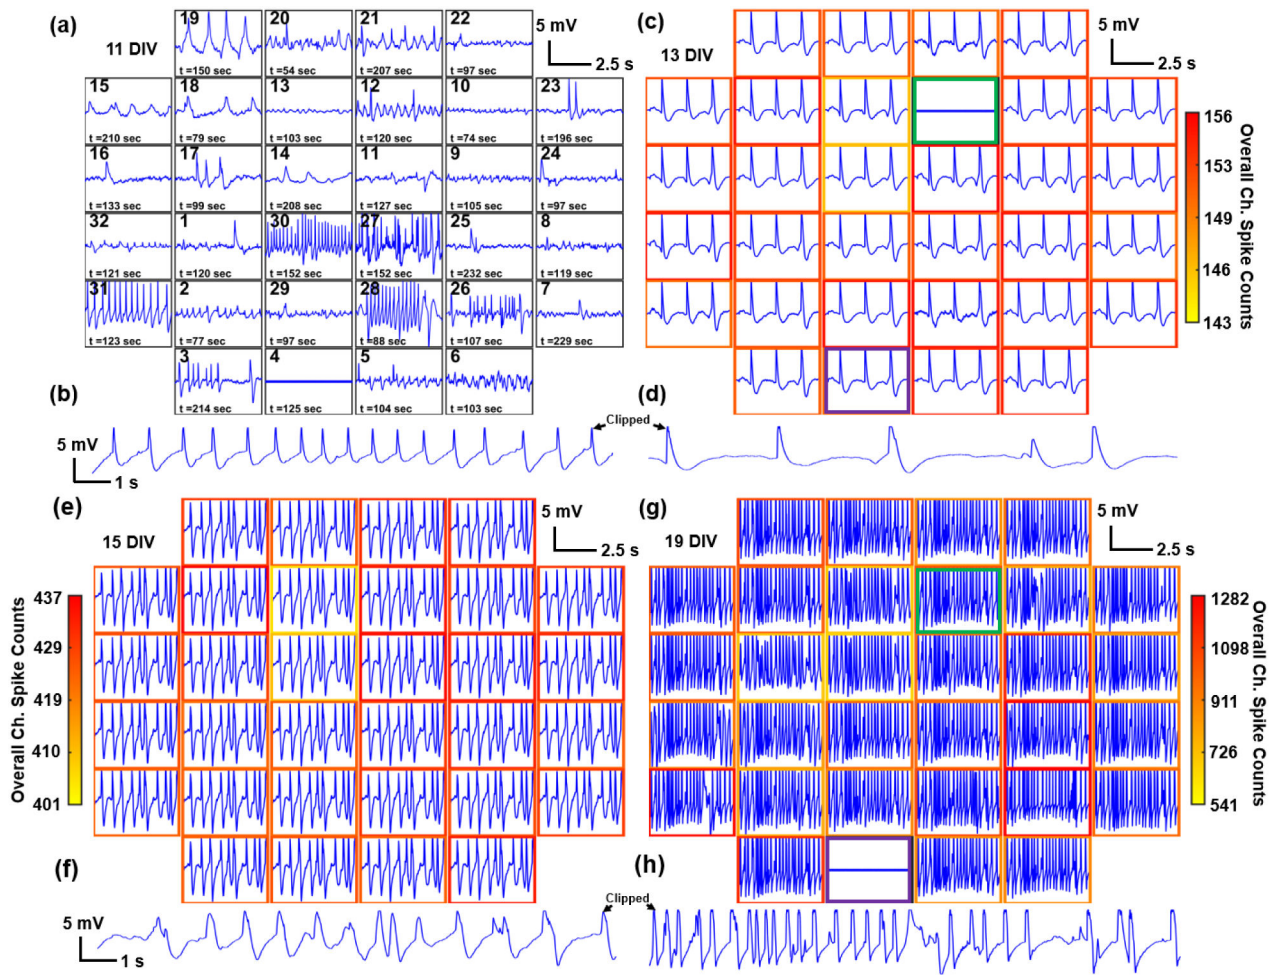 (a)
11 DIV
19
20
21
22
5 mV
2.5 s
t =150 sec
t =54 sec
t =207 sec
t =97 sec
15
18
13
12
10
23
t =210 sec
t =79 sec
t =103 sec
t =120 sec
t =74 sec
t =196 sec
16
17
14
11
9
24
t =133 sec
t =99 sec
t =208 sec
t =127 sec
t =105 sec
t =97 sec
32
1
30
27
25
8
t =121 sec
t =120 sec
t =152 sec
t =152 sec
t =232 sec
t =119 sec
31
2
29
28
26
7
t =123 sec
t =77 sec
t =97 sec
t =88 sec
t =107 sec
t =229 sec
3
4
5
6
t =214 sec
t =125 sec
t =104 sec
t =103 sec
(c)
13 DIV
5 mV
2.5 s
156
153
149
146
143
Overall Ch. Spike Counts
(b)
5 mV
1 s
Clipped
(d)
(e)
15 DIV
5 mV
2.5 s
437
429
419
410
401
Overall Ch. Spike Counts
(g)
19 DIV
5 mV
2.5 s
1282
1098
911
726
541
Overall Ch. Spike Counts
(f)
5 mV
1 s
Clipped
(h)